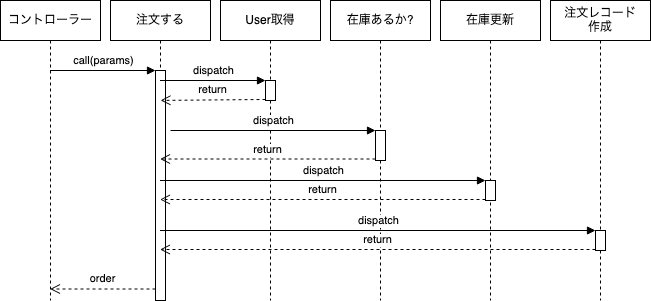 コントローラー
注文する
User取得
在庫あるか?
在庫更新
注文レコード
作成
call(params)
dispatch
return
dispatch
return
dispatch
return
dispatch
return
order